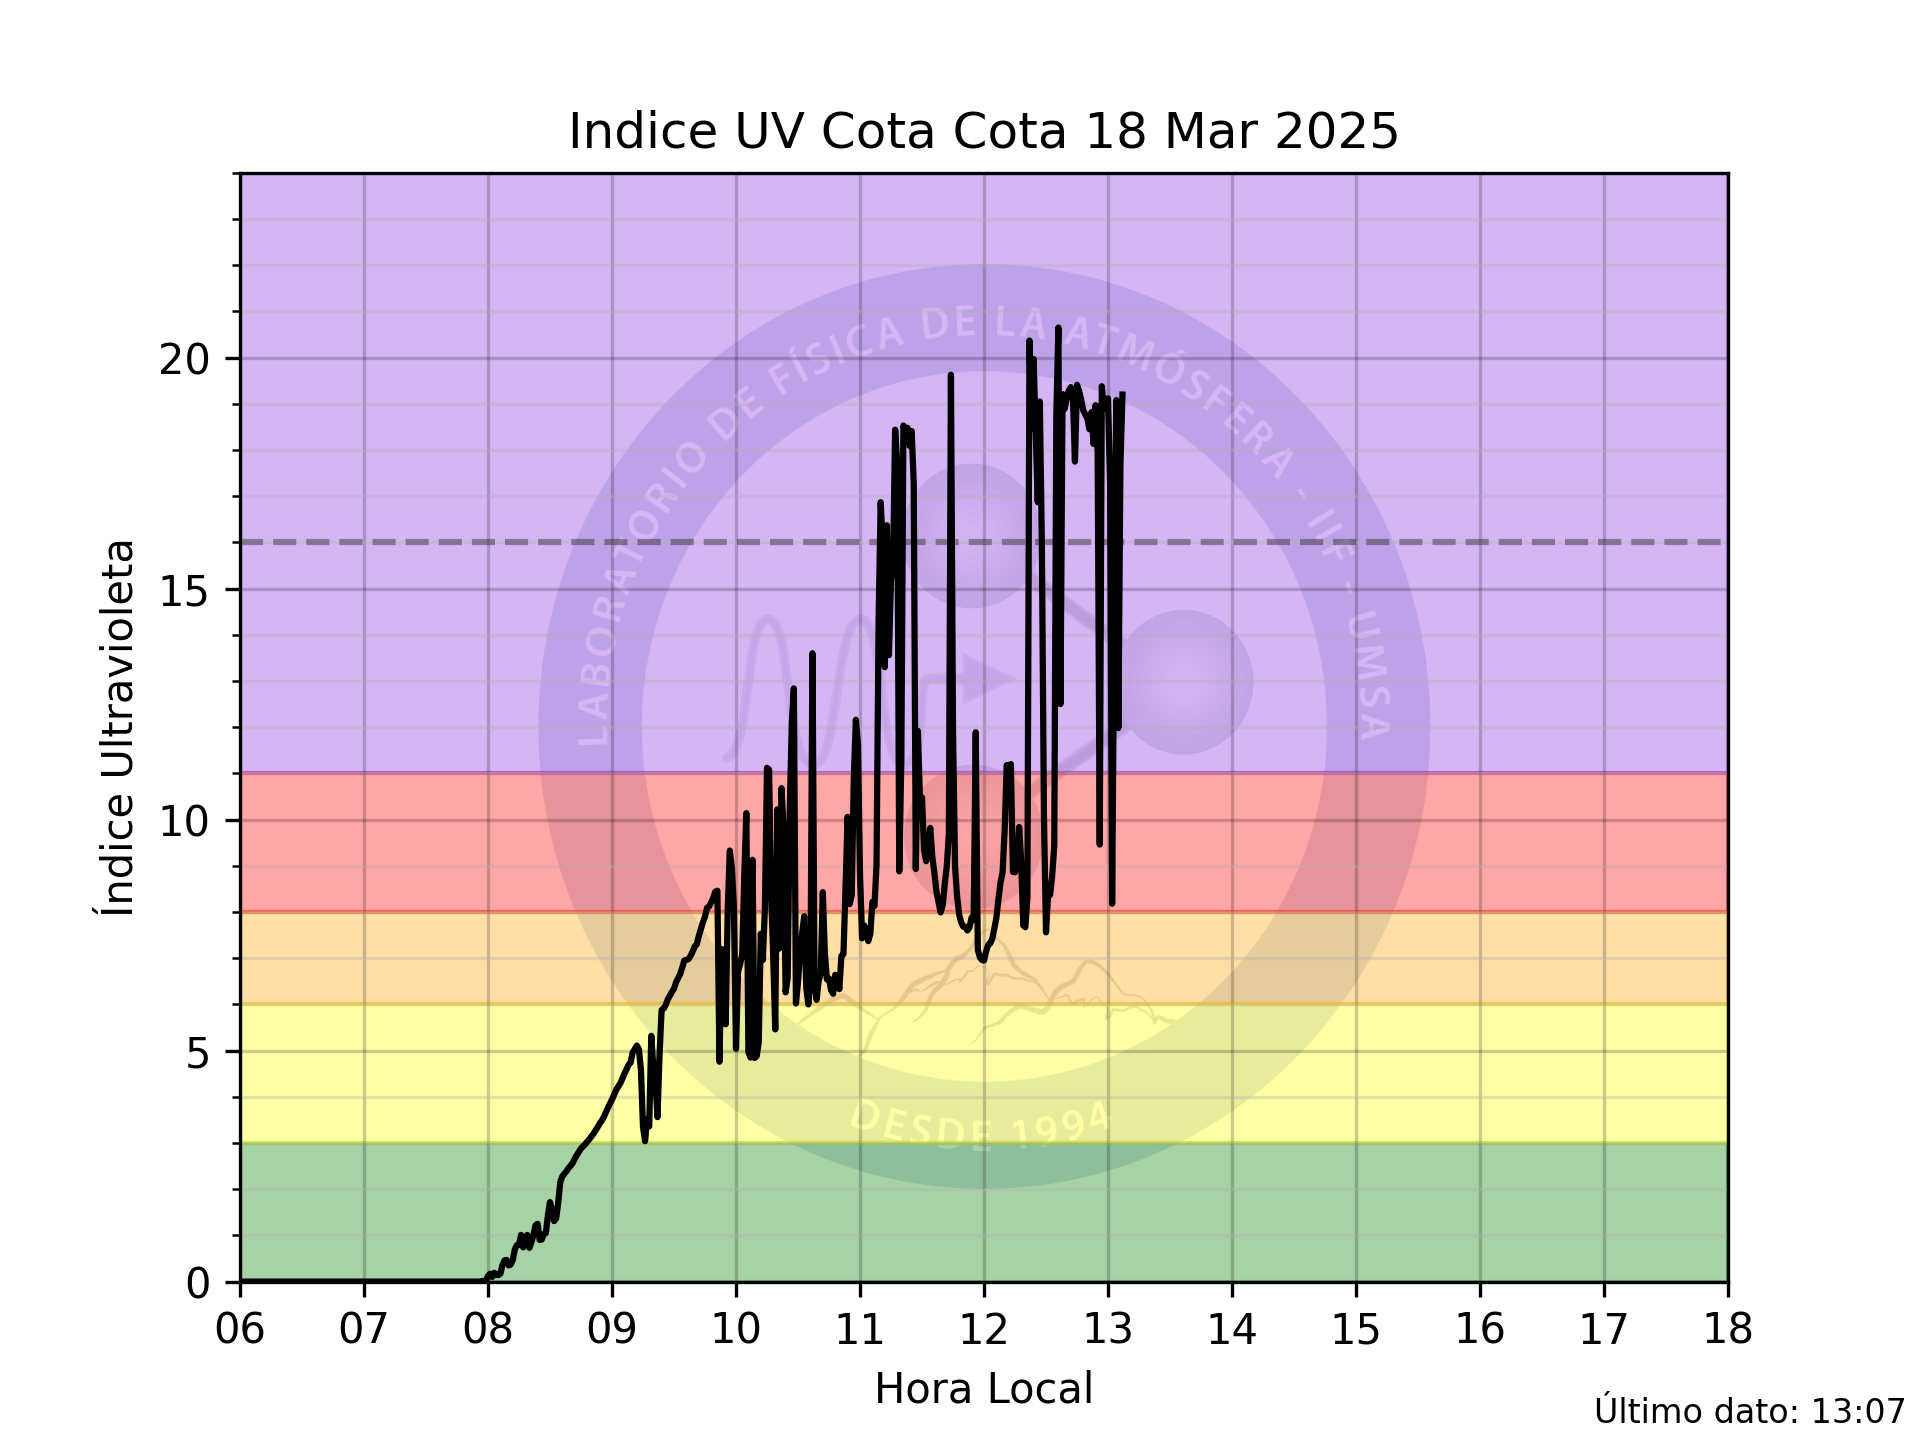 Indice UV Cota Cota 18 Mar 2025
Índice Ultravioleta
20
15
10
5
0
LABORATORIO DE FÍSICA DE LA ATMÓSFERA - IIF - UMSA
DESDE 1994
06 07 08 09 10 11 12 13 14 15 16 17 18
Hora Local
Último dato: 13:07